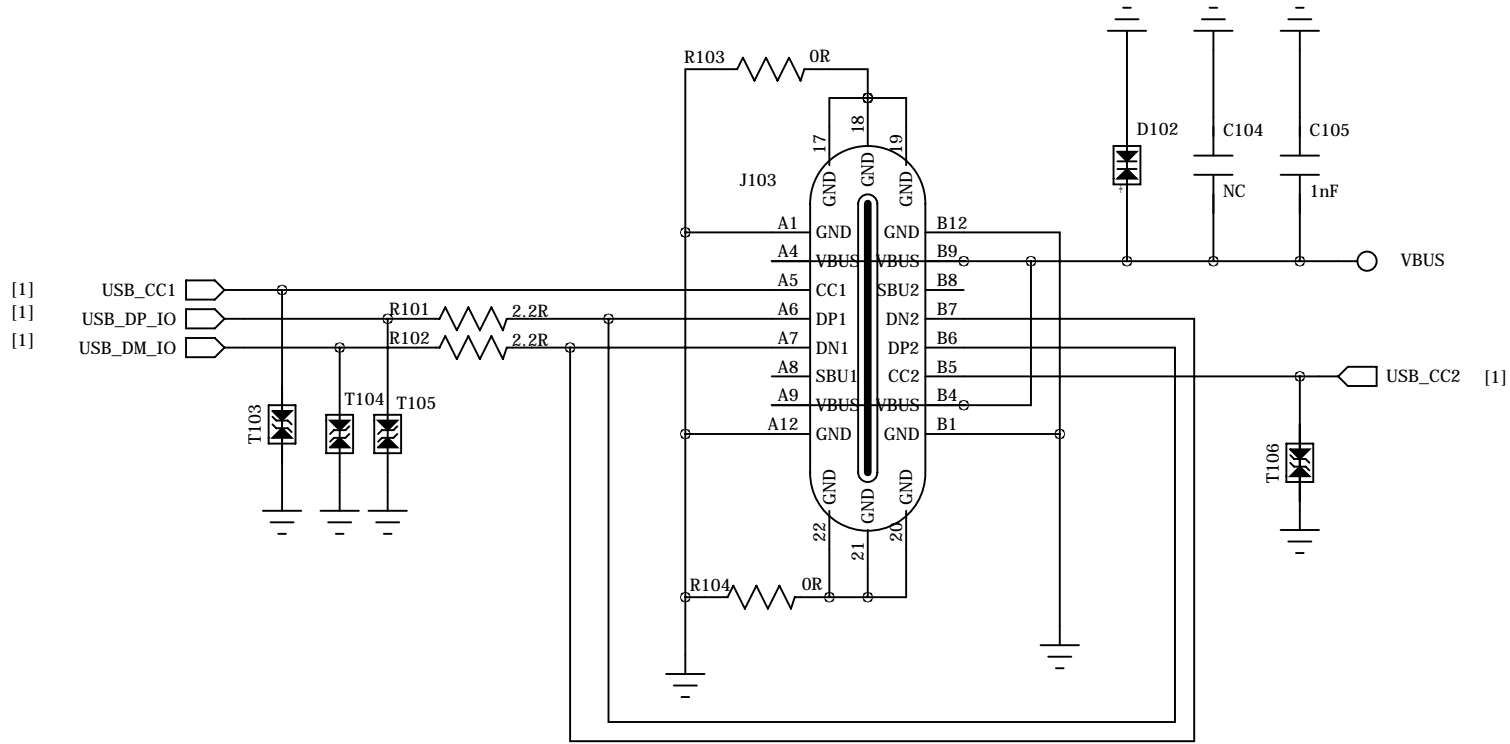 R103 0R
18
17 19
GND GND GND
J103
D102 C104 C105
NC 1nF
A1 GND GND B12
A4 VBUS VBUS B9 VBUS
[1] USB_CC1 A5 CC1 SBU2 B8
[1] USB_DP_IO R101 2.2R A6 DP1 DN2 B7
[1] USB_DM_IO R102 2.2R A7 DN1 DP2 B6
A8 SBU1 CC2 B5 USB_CC2 [1]
A9 VBUS VBUS B4
A12 GND GND B1
T103 T104 T105
T106
GND GND GND
22 21 20
R104 0R